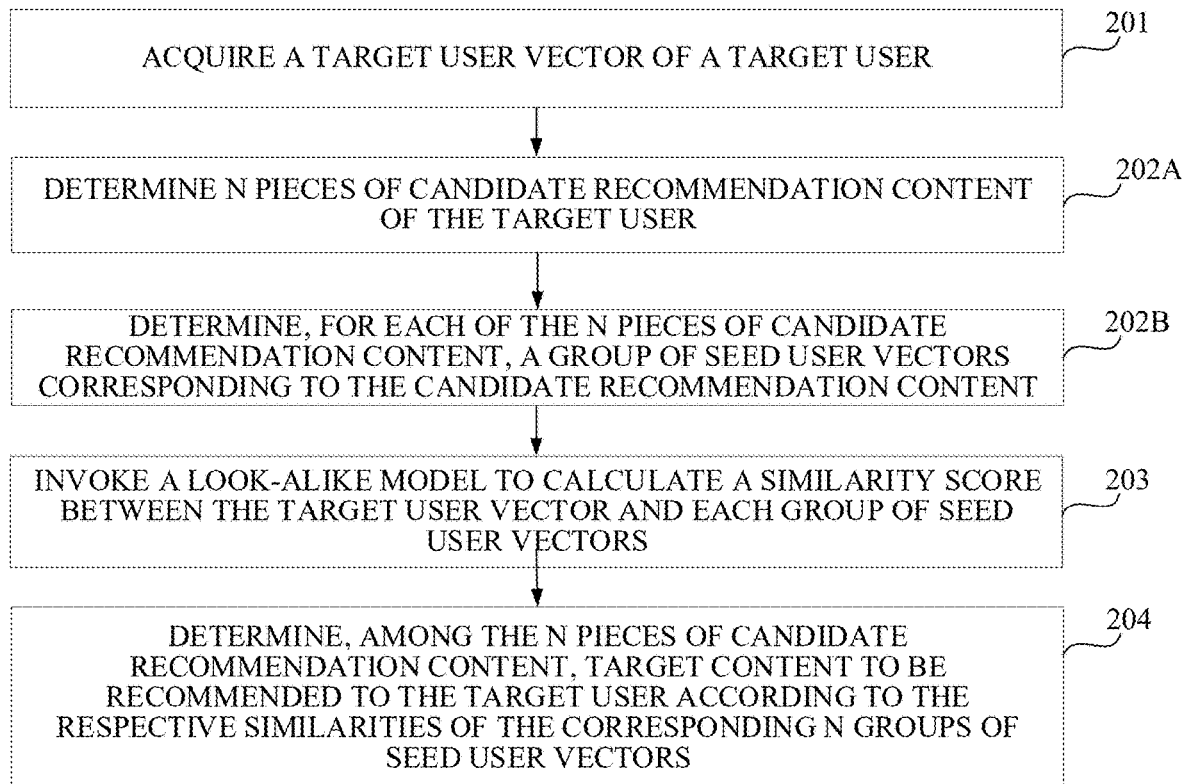 201
ACQUIRE A TARGET USER VECTOR OF A TARGET USER
202A
DETERMINE N PIECES OF CANDIDATE RECOMMENDATION CONTENT
OF THE TARGET USER
202B
DETERMINE, FOR EACH OF THE N PIECES OF CANDIDATE
RECOMMENDATION CONTENT, A GROUP OF SEED USER VECTORS
CORRESPONDING TO THE CANDIDATE RECOMMENDATION CONTENT
203
INVOKE A LOOK-ALIKE MODEL TO CALCULATE A SIMILARITY SCORE
BETWEEN THE TARGET USER VECTOR AND EACH GROUP OF SEED
USER VECTORS
204
DETERMINE, AMONG THE N PIECES OF CANDIDATE
RECOMMENDATION CONTENT, TARGET CONTENT TO BE
RECOMMENDED TO THE TARGET USER ACCORDING TO THE
RESPECTIVE SIMILARITIES OF THE CORRESPONDING N GROUPS OF
SEED USER VECTORS